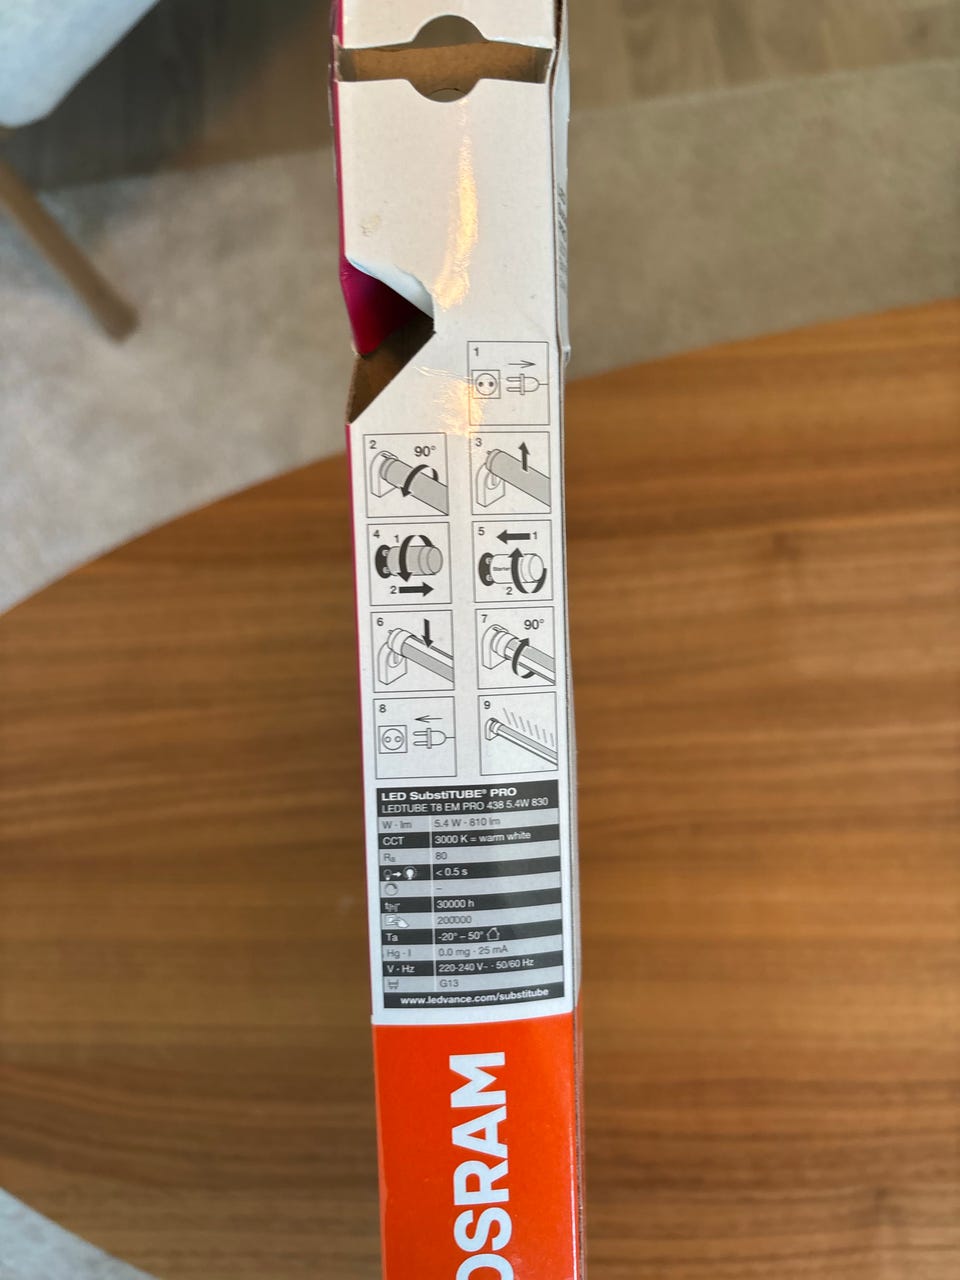 1
2
90°
3
4
1
2
5
1
Starter
2
6
7
90°
8
9
LED SubstiTUBE® PRO
LEDTUBE T8 EM PRO 438 5.4W 830
W · lm 5.4 W · 810 lm
CCT 3000 K = warm white
Ra 80
< 0.5 s
–
30000 h
200000
Ta -20° – 50°
Hg · I 0.0 mg · 25 mA
V · Hz 220-240 V~ · 50/60 Hz
G13
www.ledvance.com/substitube
OSRAM